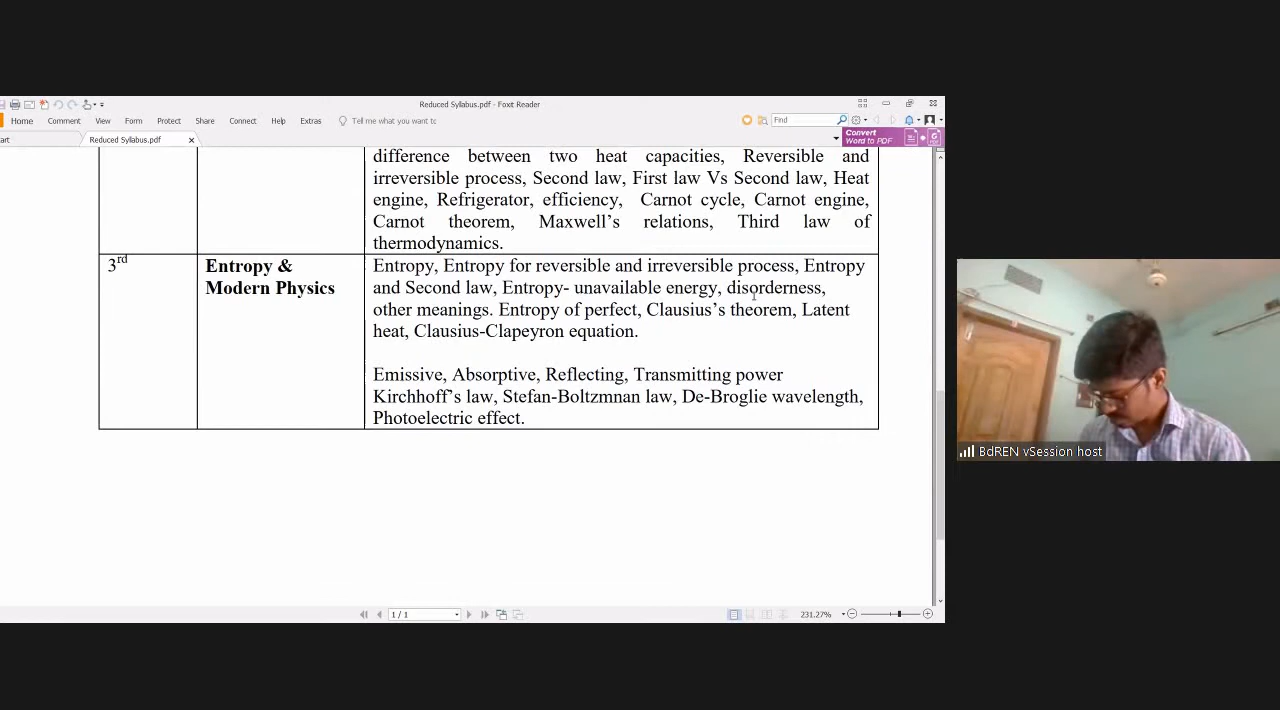 Reduced Syllabus.pdf - Foxit Reader
Home Comment View Form Protect Share Connect Help Extras Tell me what you want to Find
art Reduced Syllabus.pdf Convert Word to PDF
difference between two heat capacities, Reversible and
irreversible process, Second law, First law Vs Second law, Heat
engine, Refrigerator, efficiency, Carnot cycle, Carnot engine,
Carnot theorem, Maxwell’s relations, Third law of
thermodynamics.
3rd Entropy & Entropy, Entropy for reversible and irreversible process, Entropy
Modern Physics and Second law, Entropy- unavailable energy, disorderness,
other meanings. Entropy of perfect, Clausius’s theorem, Latent
heat, Clausius-Clapeyron equation.
Emissive, Absorptive, Reflecting, Transmitting power
Kirchhoff’s law, Stefan-Boltzmnan law, De-Broglie wavelength,
Photoelectric effect.
BdREN vSession host
1 / 1 231.27%